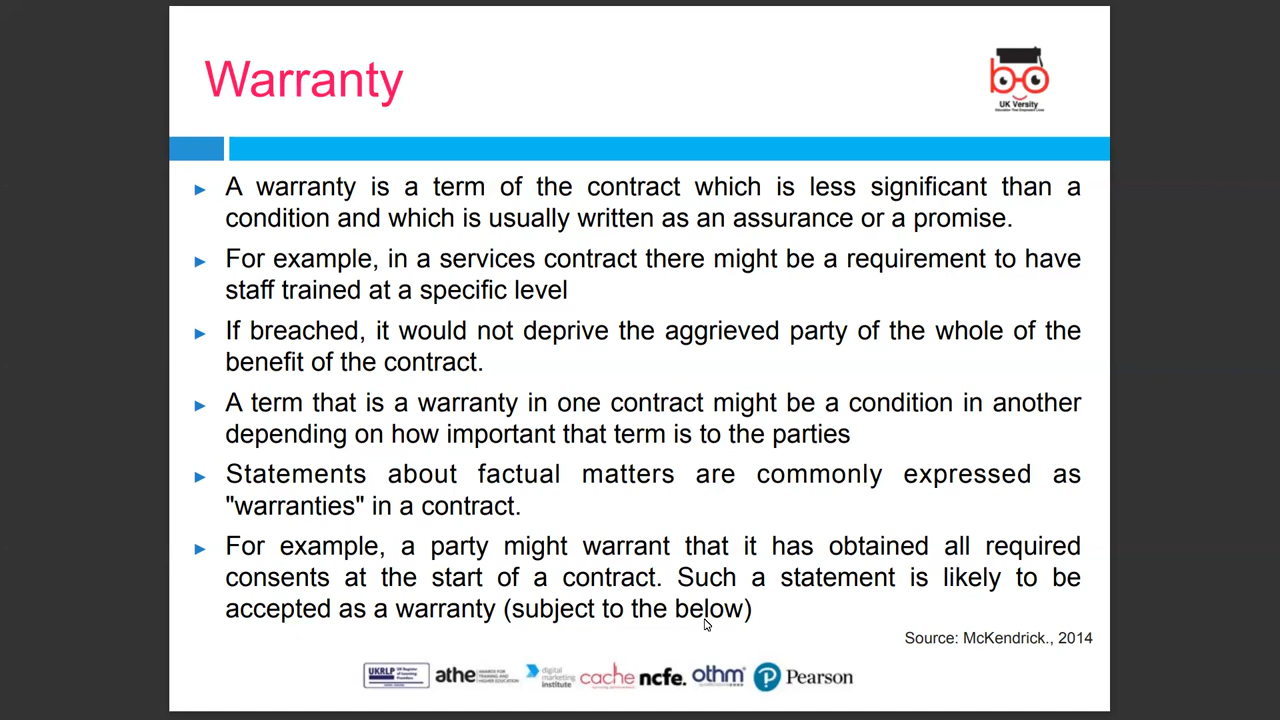 Warranty
UK Versity
A warranty is a term of the contract which is less significant than a
condition and which is usually written as an assurance or a promise.
For example, in a services contract there might be a requirement to have
staff trained at a specific level
If breached, it would not deprive the aggrieved party of the whole of the
benefit of the contract.
A term that is a warranty in one contract might be a condition in another
depending on how important that term is to the parties
Statements about factual matters are commonly expressed as
"warranties" in a contract.
For example, a party might warrant that it has obtained all required
consents at the start of a contract. Such a statement is likely to be
accepted as a warranty (subject to the below)
Source: McKendrick., 2014
UKRLP
athe
digital
marketing
institute
cache
ncfe.
othm
Pearson